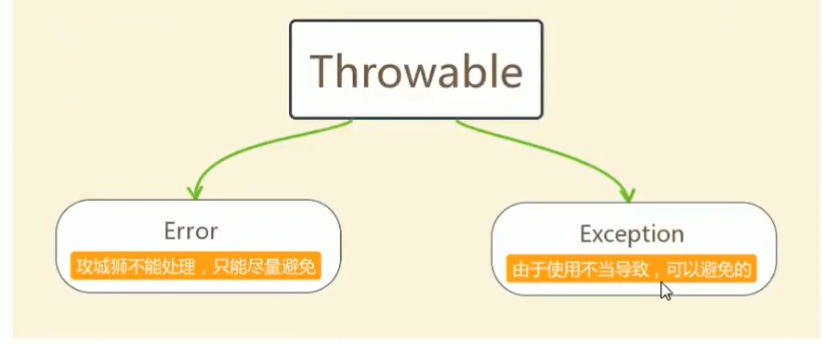 Throwable
Error
攻城狮不能处理，只能尽量避免
Exception
由于使用不当导致，可以避免的